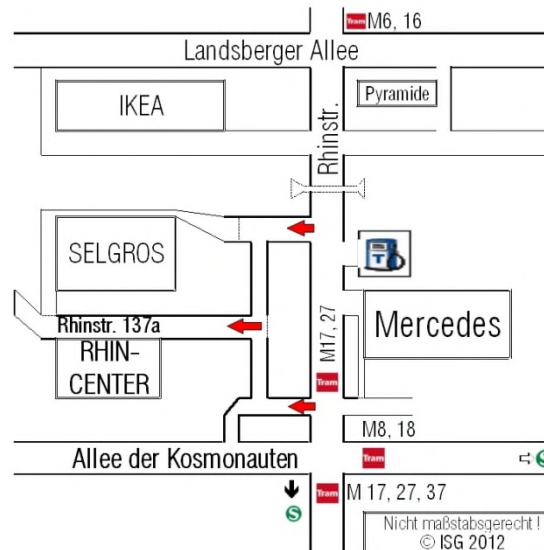 Tram M6, 16
Landsberger Allee
IKEA
Pyramide
Rhinstr.
SELGROS
T
Rhinstr. 137a
M17, 27
Mercedes
RHIN-
CENTER
Tram
M8, 18
Allee der Kosmonauten
Tram
S
S
Tram M 17, 27, 37
Nicht maßstabsgerecht !
© ISG 2012